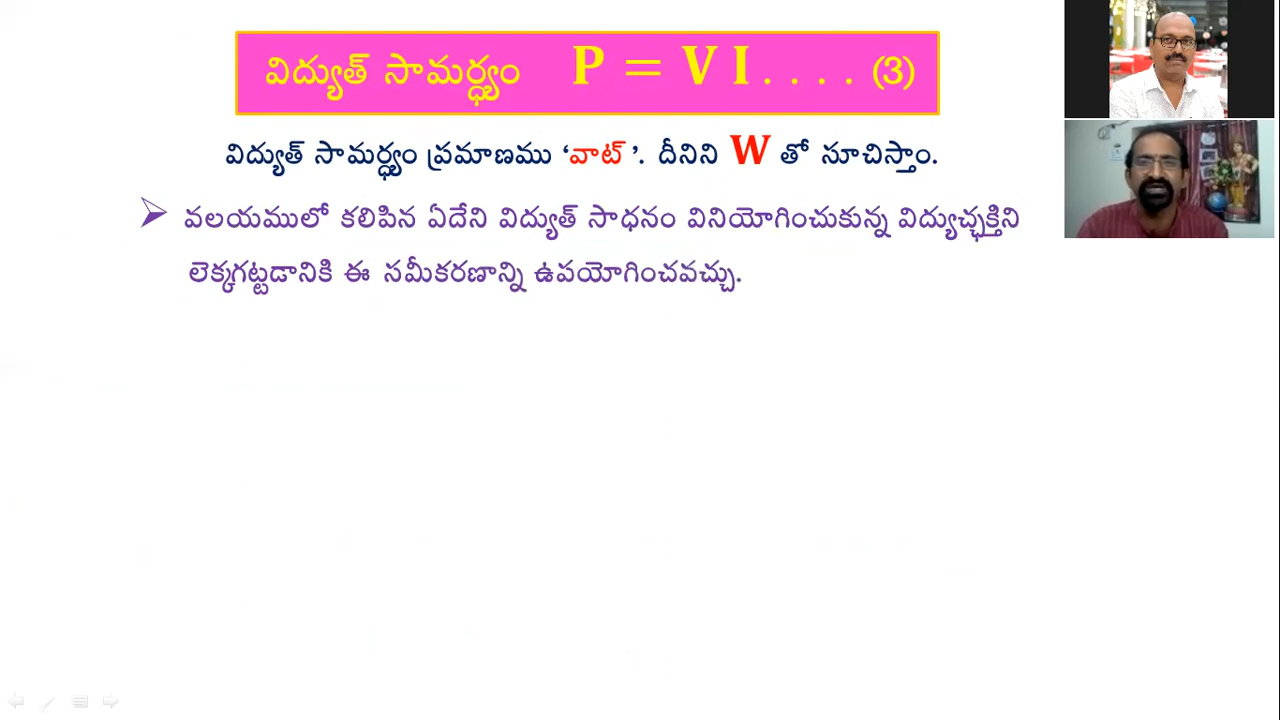 విద్యుత్ సామర్థ్యం P = V I . . . . (3)
విద్యుత్ సామర్థ్యం ప్రమాణము ‘వాట్ ’. దీనిని W తో సూచిస్తాం.
➢ వలయములో కలిపిన ఏదేని విద్యుత్ సాధనం వినియోగించుకున్న విద్యుచ్ఛక్తిని
లెక్కగట్టడానికి ఈ సమీకరణాన్ని ఉపయోగించవచ్చు.